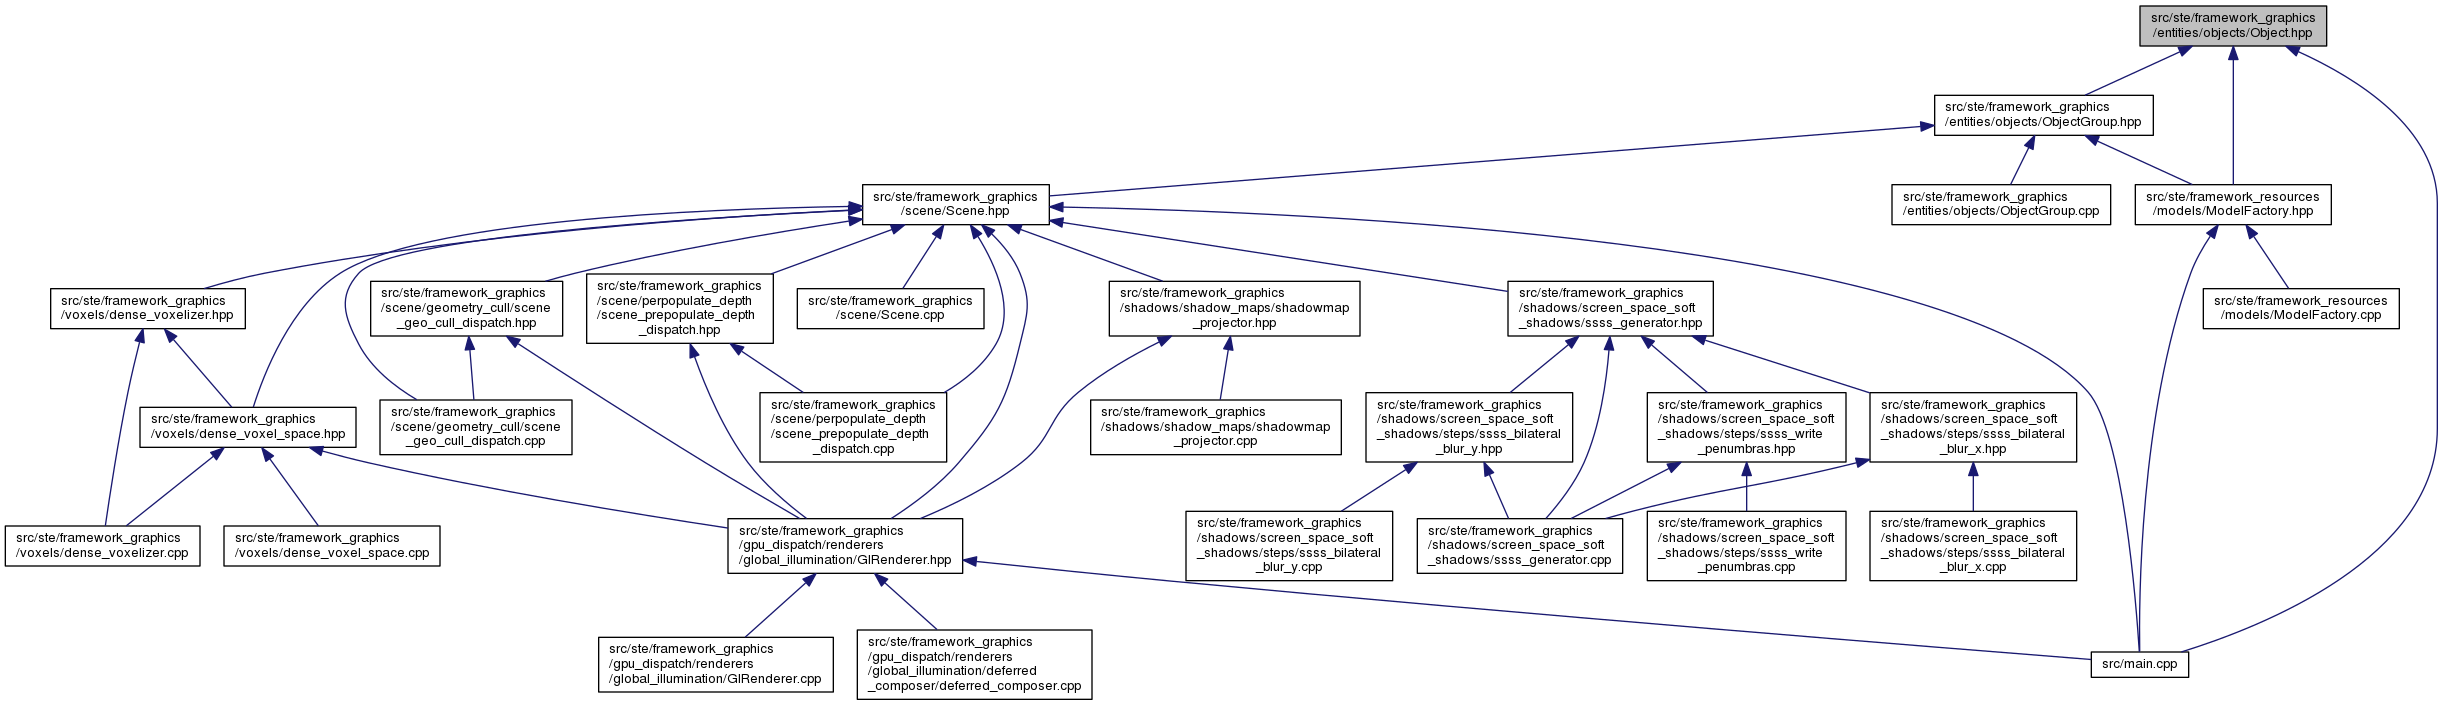 src/ste/framework_graphics
/entities/objects/Object.hpp
src/ste/framework_graphics
/entities/objects/ObjectGroup.hpp
src/ste/framework_graphics
/scene/Scene.hpp
src/ste/framework_graphics
/entities/objects/ObjectGroup.cpp
src/ste/framework_resources
/models/ModelFactory.hpp
src/ste/framework_graphics
/voxels/dense_voxelizer.hpp
src/ste/framework_graphics
/scene/geometry_cull/scene
_geo_cull_dispatch.hpp
src/ste/framework_graphics
/scene/perpopulate_depth
/scene_prepopulate_depth
_dispatch.hpp
src/ste/framework_graphics
/scene/Scene.cpp
src/ste/framework_graphics
/shadows/shadow_maps/shadowmap
_projector.hpp
src/ste/framework_graphics
/shadows/screen_space_soft
_shadows/ssss_generator.hpp
src/ste/framework_resources
/models/ModelFactory.cpp
src/ste/framework_graphics
/voxels/dense_voxel_space.hpp
src/ste/framework_graphics
/scene/geometry_cull/scene
_geo_cull_dispatch.cpp
src/ste/framework_graphics
/scene/perpopulate_depth
/scene_prepopulate_depth
_dispatch.cpp
src/ste/framework_graphics
/shadows/shadow_maps/shadowmap
_projector.cpp
src/ste/framework_graphics
/shadows/screen_space_soft
_shadows/steps/ssss_bilateral
_blur_y.hpp
src/ste/framework_graphics
/shadows/screen_space_soft
_shadows/steps/ssss_write
_penumbras.hpp
src/ste/framework_graphics
/shadows/screen_space_soft
_shadows/steps/ssss_bilateral
_blur_x.hpp
src/ste/framework_graphics
/voxels/dense_voxelizer.cpp
src/ste/framework_graphics
/voxels/dense_voxel_space.cpp
src/ste/framework_graphics
/gpu_dispatch/renderers
/global_illumination/GIRenderer.hpp
src/ste/framework_graphics
/shadows/screen_space_soft
_shadows/steps/ssss_bilateral
_blur_y.cpp
src/ste/framework_graphics
/shadows/screen_space_soft
_shadows/ssss_generator.cpp
src/ste/framework_graphics
/shadows/screen_space_soft
_shadows/steps/ssss_write
_penumbras.cpp
src/ste/framework_graphics
/shadows/screen_space_soft
_shadows/steps/ssss_bilateral
_blur_x.cpp
src/ste/framework_graphics
/gpu_dispatch/renderers
/global_illumination/GIRenderer.cpp
src/ste/framework_graphics
/gpu_dispatch/renderers
/global_illumination/deferred
_composer/deferred_composer.cpp
src/main.cpp